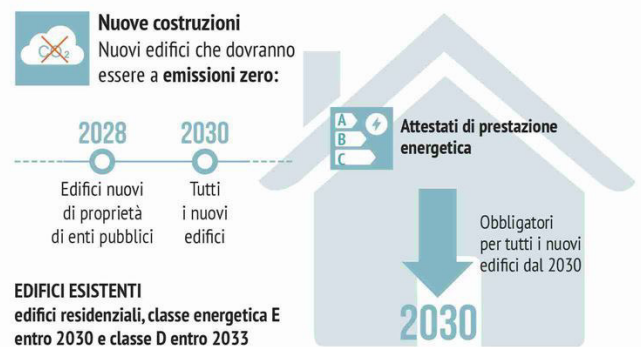 Nuove costruzioni
Nuovi edifici che dovranno
essere a emissioni zero:
CO2
2028
2030
Edifici nuovi
di proprietà
di enti pubblici
Tutti
i nuovi
edifici
A
B
C
Attestati di prestazione
energetica
Obbligatori
per tutti i nuovi
edifici dal 2030
2030
EDIFICI ESISTENTI
edifici residenziali, classe energetica E
entro 2030 e classe D entro 2033